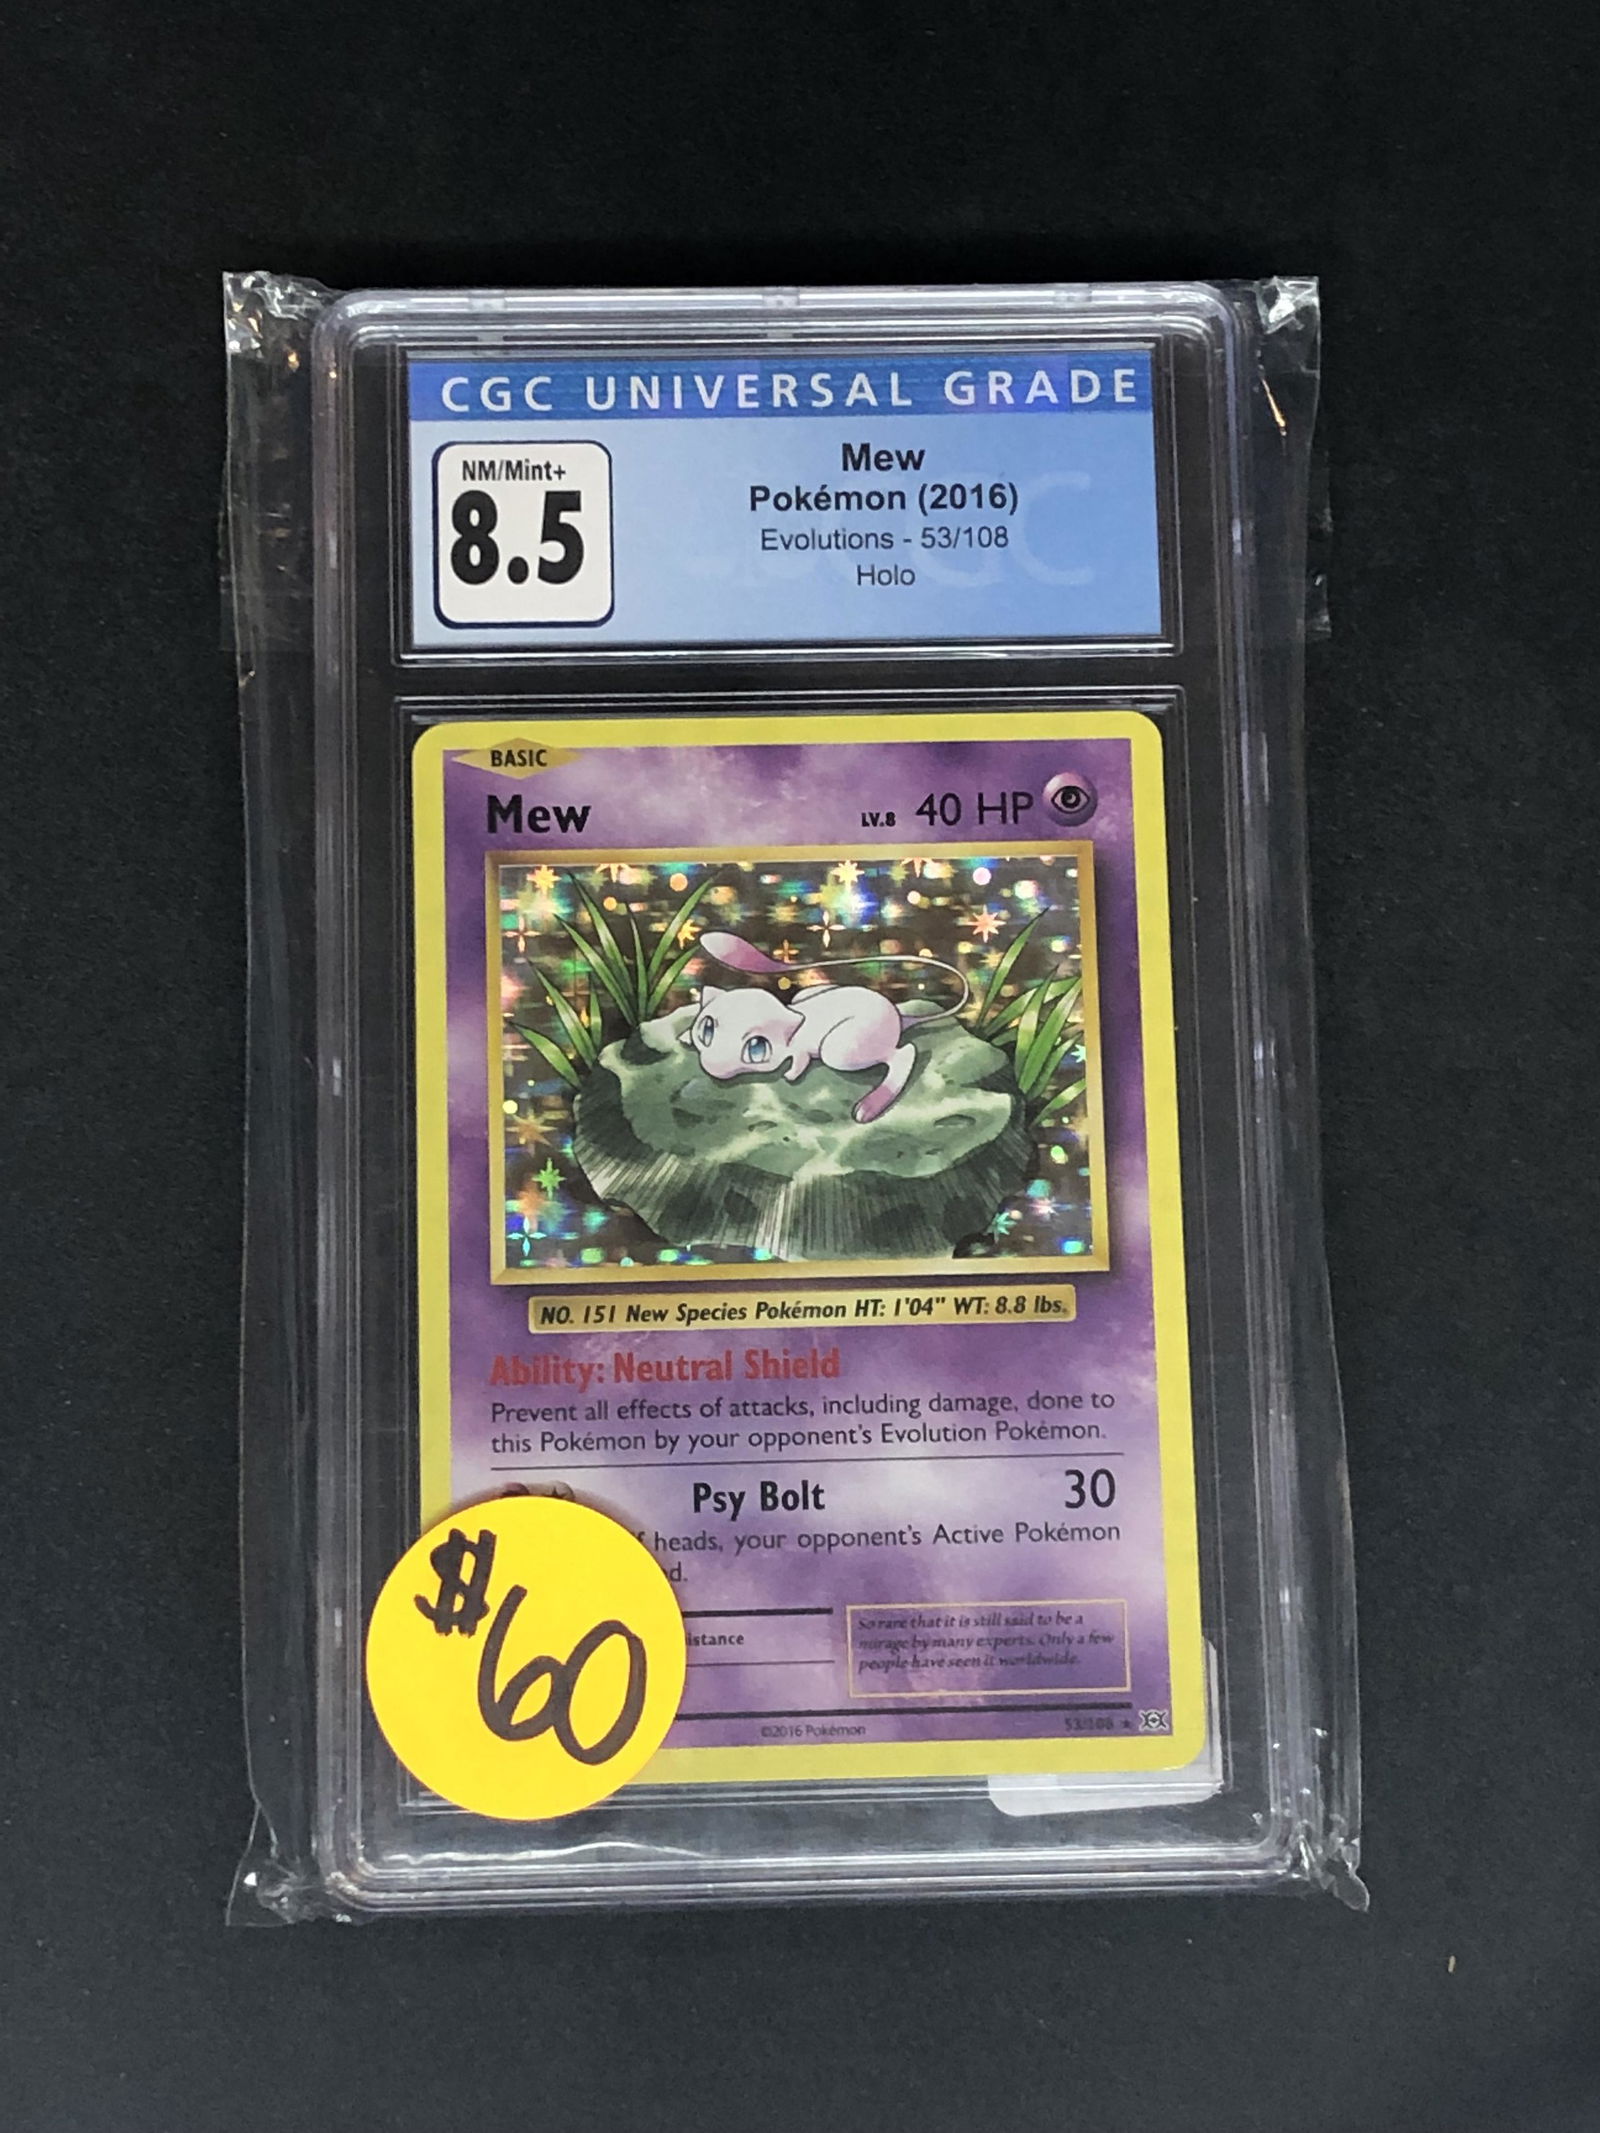 CGC UNIVERSAL GRADE
NM/Mint+
8.5
Mew
Pokémon (2016)
Evolutions - 53/108
Holo
BASIC
Mew
LV.8 40 HP
NO. 151 New Species Pokémon HT: 1'04" WT: 8.8 lbs.
Ability: Neutral Shield
Prevent all effects of attacks, including damage, done to
this Pokémon by your opponent's Evolution Pokémon.
Psy Bolt 30
heads, your opponent's Active Pokémon
$60
So rare that it is still said to be a
mirage by many experts. Only a few
people have seen it worldwide.
©2016 Pokémon
53/108